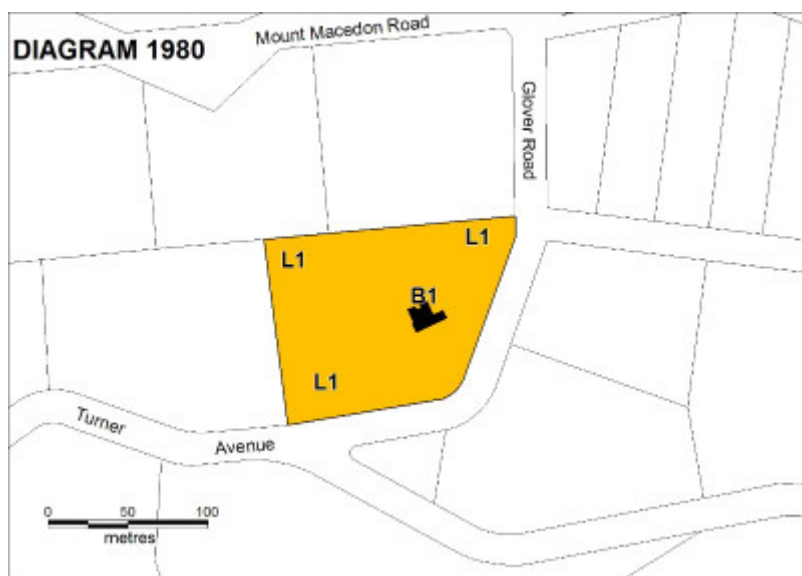 Mount Macedon Road
DIAGRAM 1980
Glover Road
L1
L1
B1
L1
Turner
Avenue
0 50 100
metres